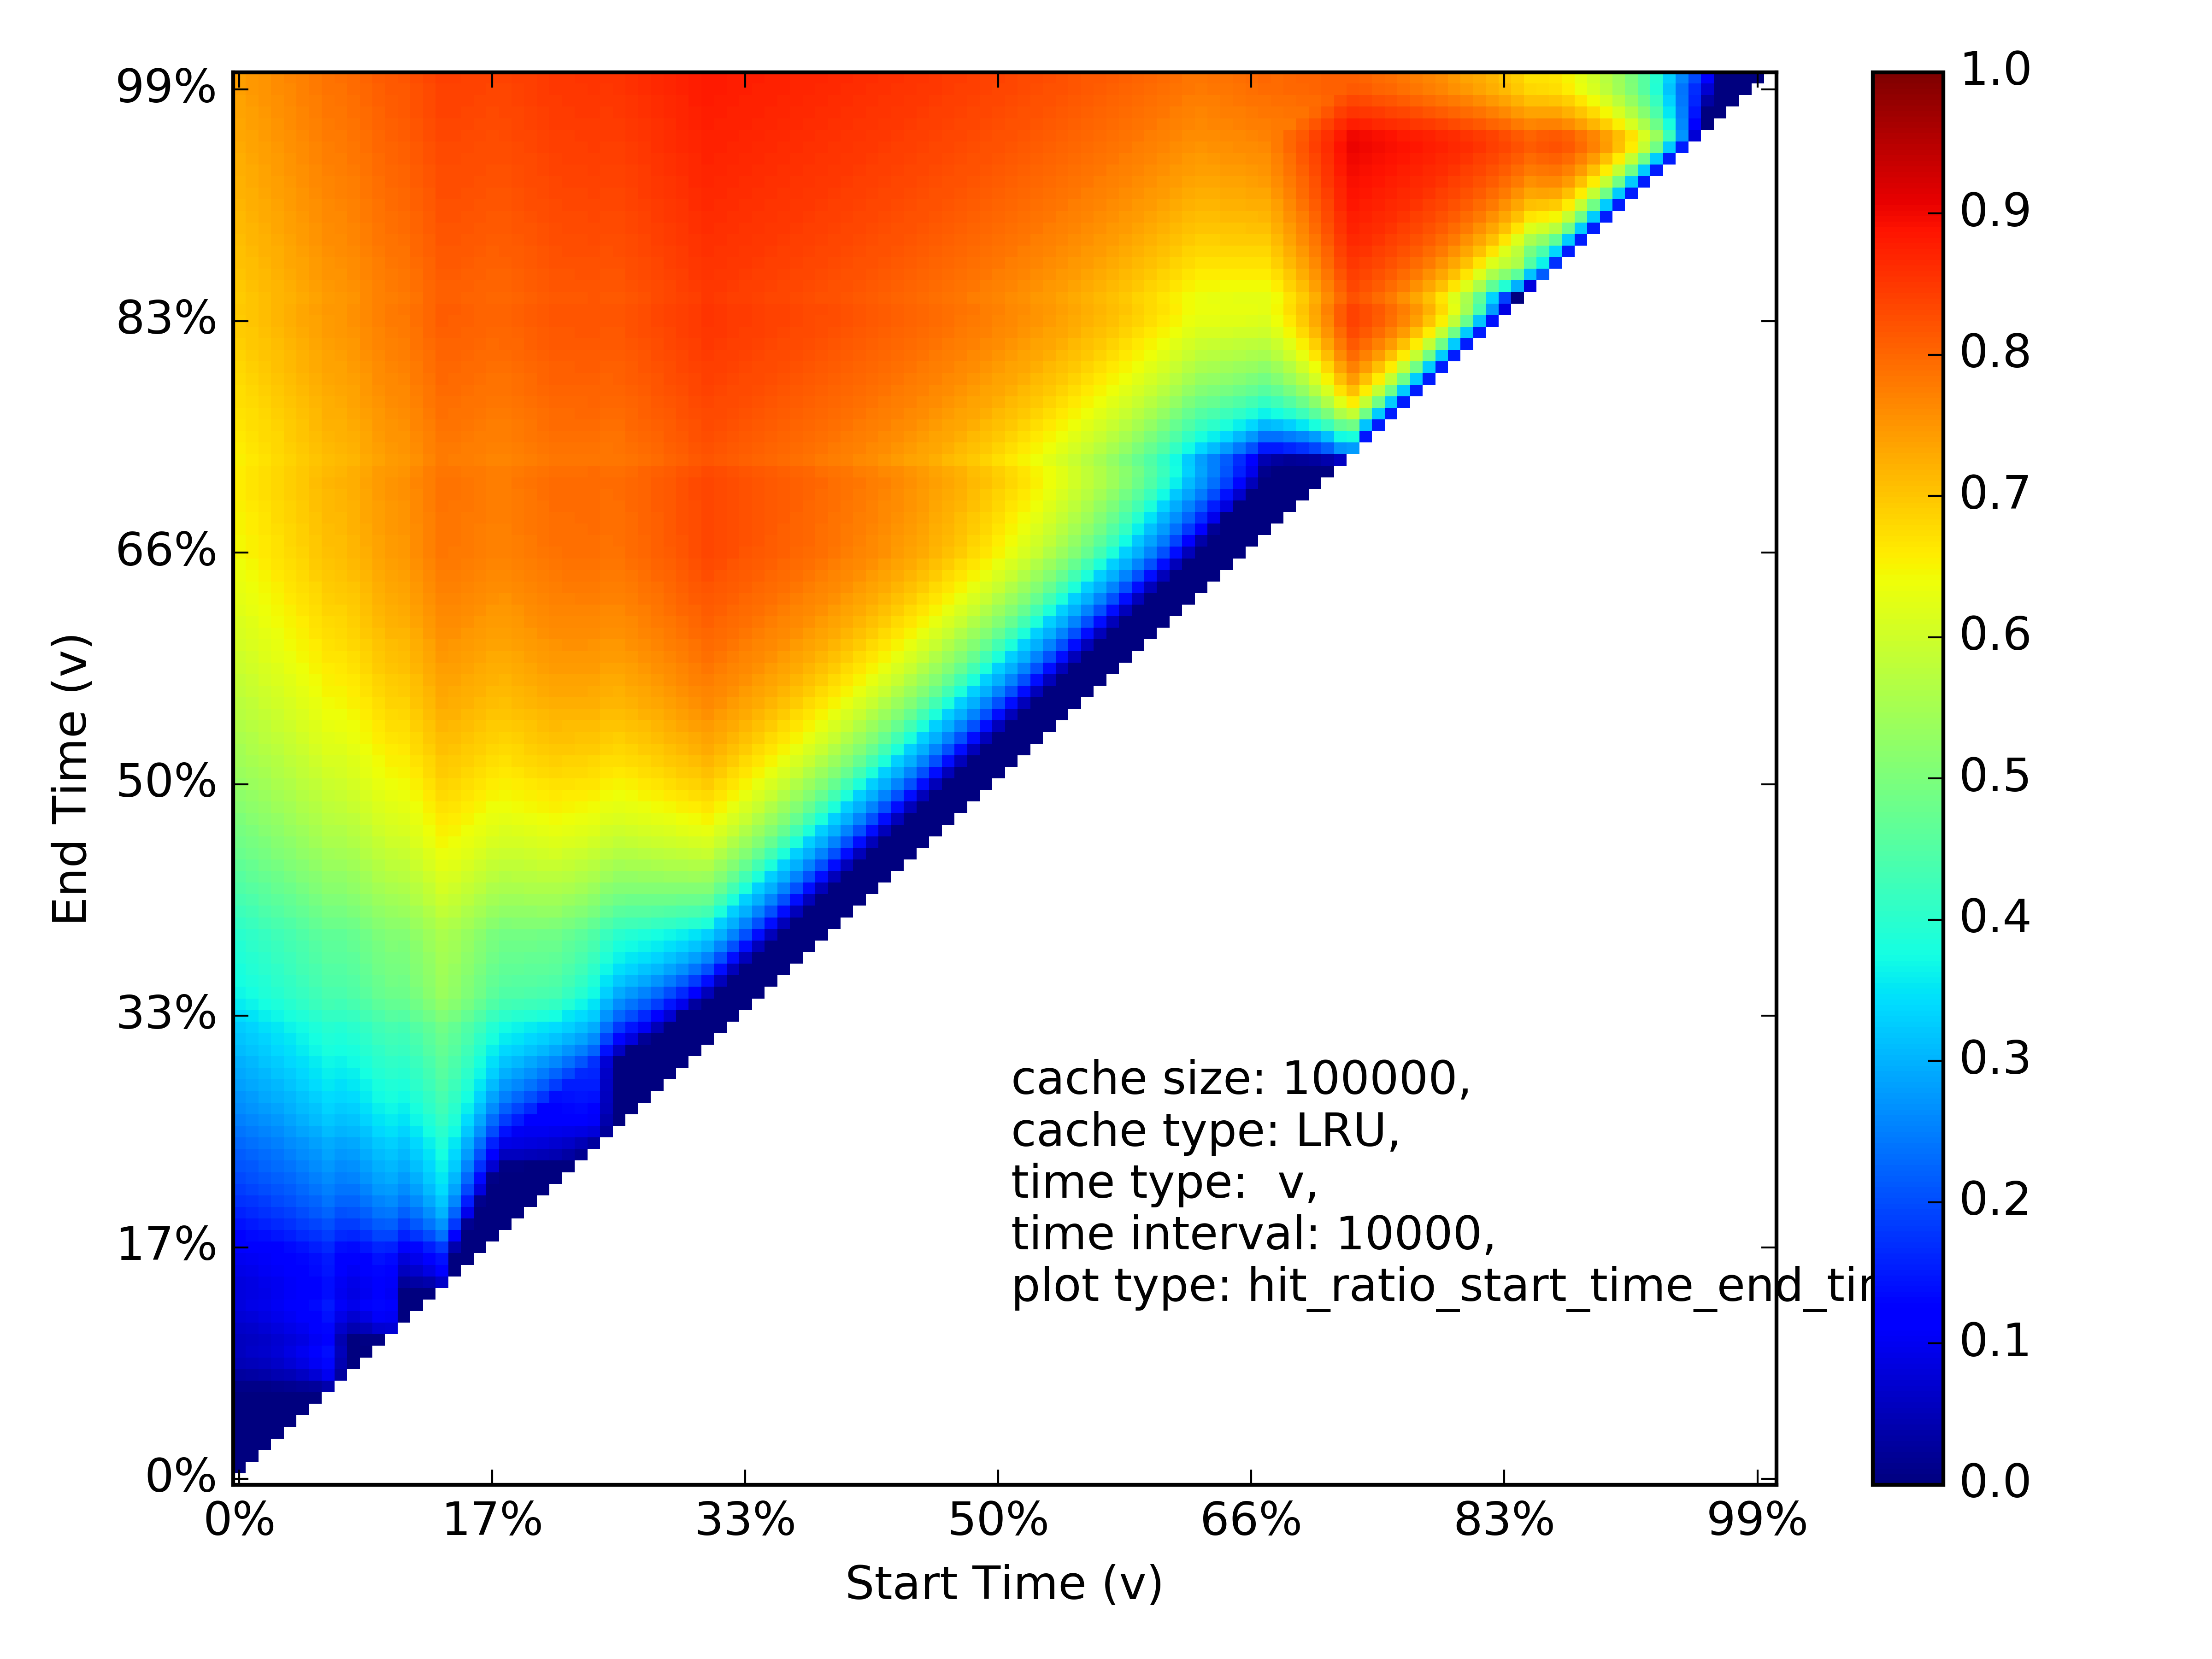 99%
83%
66%
50%
33%
17%
0%
End Time (v)
0% 17% 33% 50% 66% 83% 99%
Start Time (v)
cache size: 100000,
cache type: LRU,
time type:  v,
time interval: 10000,
plot type: hit_ratio_start_time_end_tir
1.0
0.9
0.8
0.7
0.6
0.5
0.4
0.3
0.2
0.1
0.0